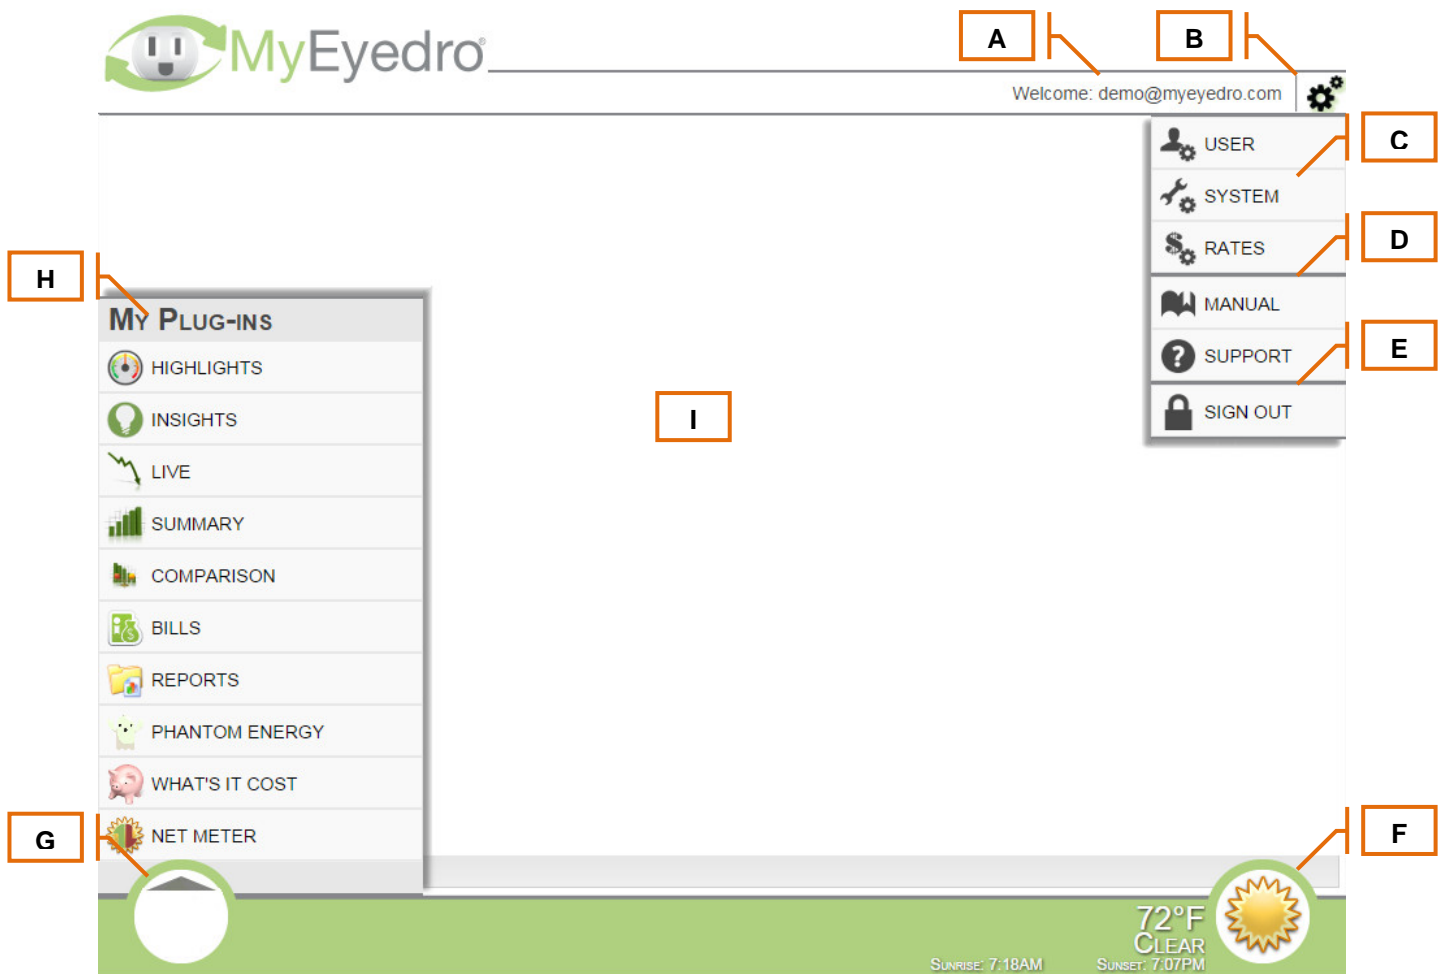 MyEyedro®
A
B
Welcome: demo@myeyedro.com
USER
C
SYSTEM
RATES
D
H
MANUAL
MY PLUG-INS
SUPPORT
E
HIGHLIGHTS
SIGN OUT
INSIGHTS
I
LIVE
SUMMARY
COMPARISON
BILLS
REPORTS
PHANTOM ENERGY
WHAT'S IT COST
NET METER
G
F
72°F
CLEAR
SUNRISE: 7:18AM SUNSET: 7:07PM